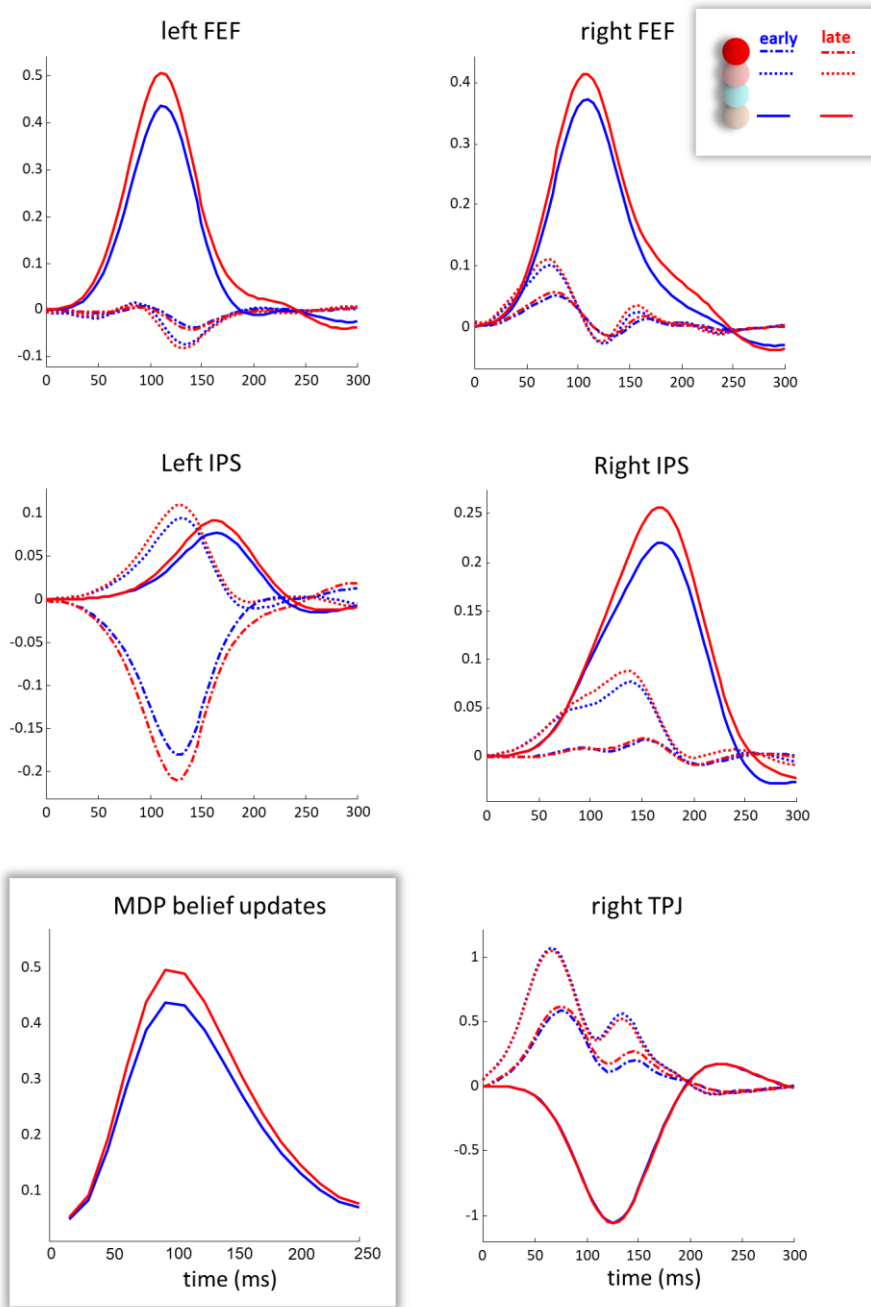 left FEF
0.5
0.4
0.3
0.2
0.1
0
-0.1
0 50 100 150 200 250 300
right FEF
0.4
0.3
0.2
0.1
0
0 50 100 150 200 250 300
early late
Left IPS
0.1
0.05
0
-0.05
-0.1
-0.15
-0.2
0 50 100 150 200 250 300
Right IPS
0.25
0.2
0.15
0.1
0.05
0
0 50 100 150 200 250 300
MDP belief updates
0.5
0.4
0.3
0.2
0.1
0 50 100 150 200 250
time (ms)
right TPJ
1
0.5
0
-0.5
-1
0 50 100 150 200 250 300
time (ms)